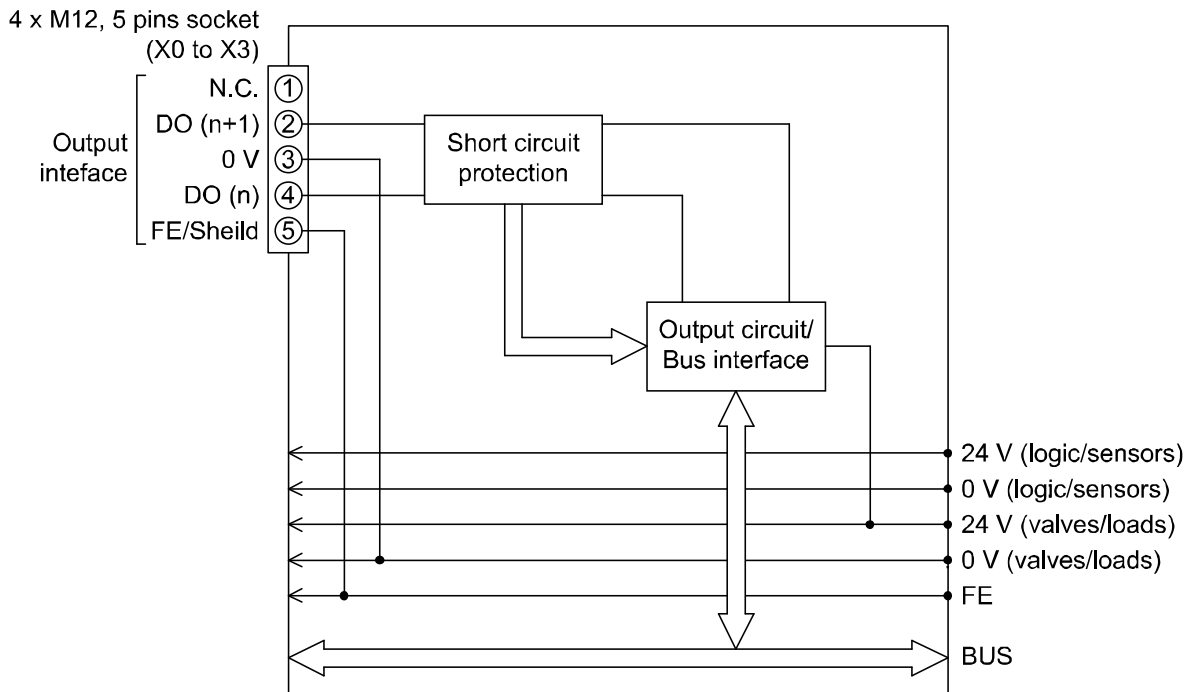 4 x M12, 5 pins socket
(X0 to X3)
N.C. 1
DO (n+1) 2
0 V 3
DO (n) 4
FE/Sheild 5
Output
inteface
Short circuit
protection
Output circuit/
Bus interface
24 V (logic/sensors)
0 V (logic/sensors)
24 V (valves/loads)
0 V (valves/loads)
FE
BUS